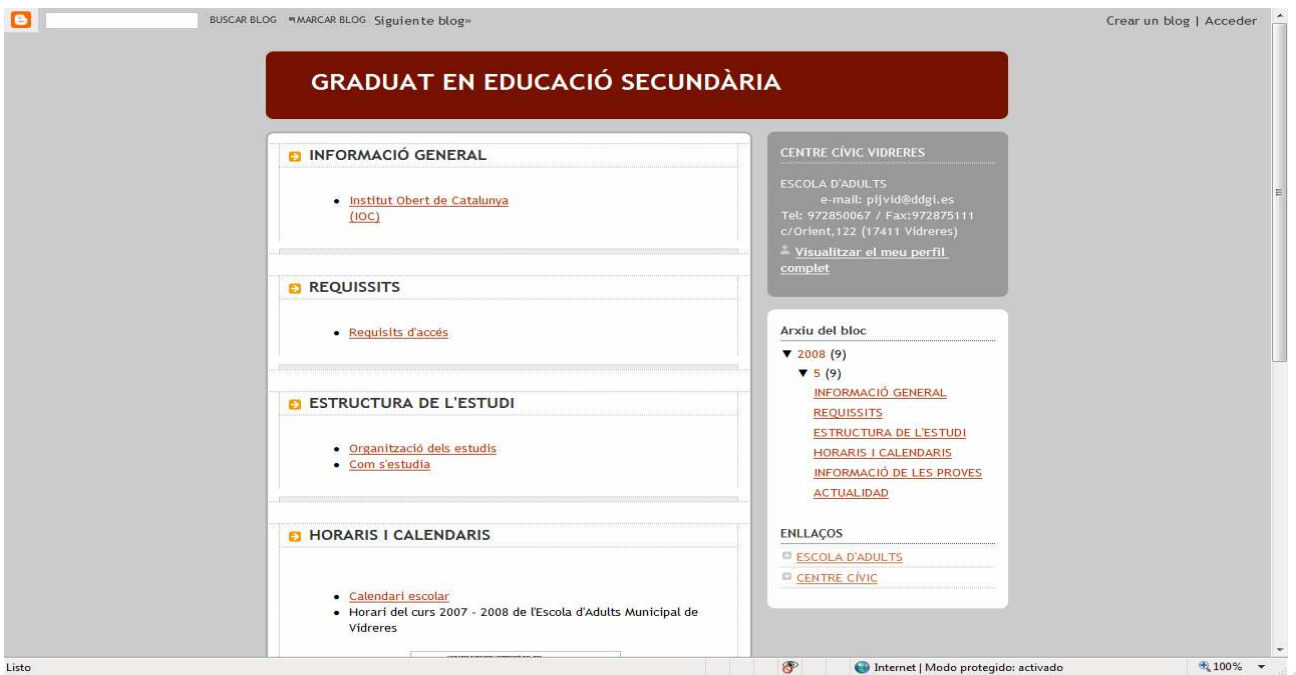 BUSCAR BLOG MARCAR BLOG Siguiente blog»
Crear un blog | Acceder
GRADUAT EN EDUCACIÓ SECUNDÀRIA
INFORMACIÓ GENERAL
Institut Obert de Catalunya
(IOC)
REQUISSITS
Requisits d'accés
ESTRUCTURA DE L'ESTUDI
Organització dels estudis
Com s'estudia
HORARIS I CALENDARIS
Calendari escolar
Horari del curs 2007 - 2008 de l'Escola d'Adults Municipal de
Vidreres
CENTRE CÍVIC VIDRERES
ESCOLA D'ADULTS
e-mail: pijvid@ddgi.es
Tel: 972850067 / Fax:972875111
c/Orient,122 (17411 Vidreres)
Visualitzar el meu perfil
complet
Arxiu del bloc
▼ 2008 (9)
▼ 5 (9)
INFORMACIÓ GENERAL
REQUISSITS
ESTRUCTURA DE L'ESTUDI
HORARIS I CALENDARIS
INFORMACIÓ DE LES PROVES
ACTUALIDAD
ENLLAÇOS
ESCOLA D'ADULTS
CENTRE CÍVIC
Listo
Internet | Modo protegido: activado
100%